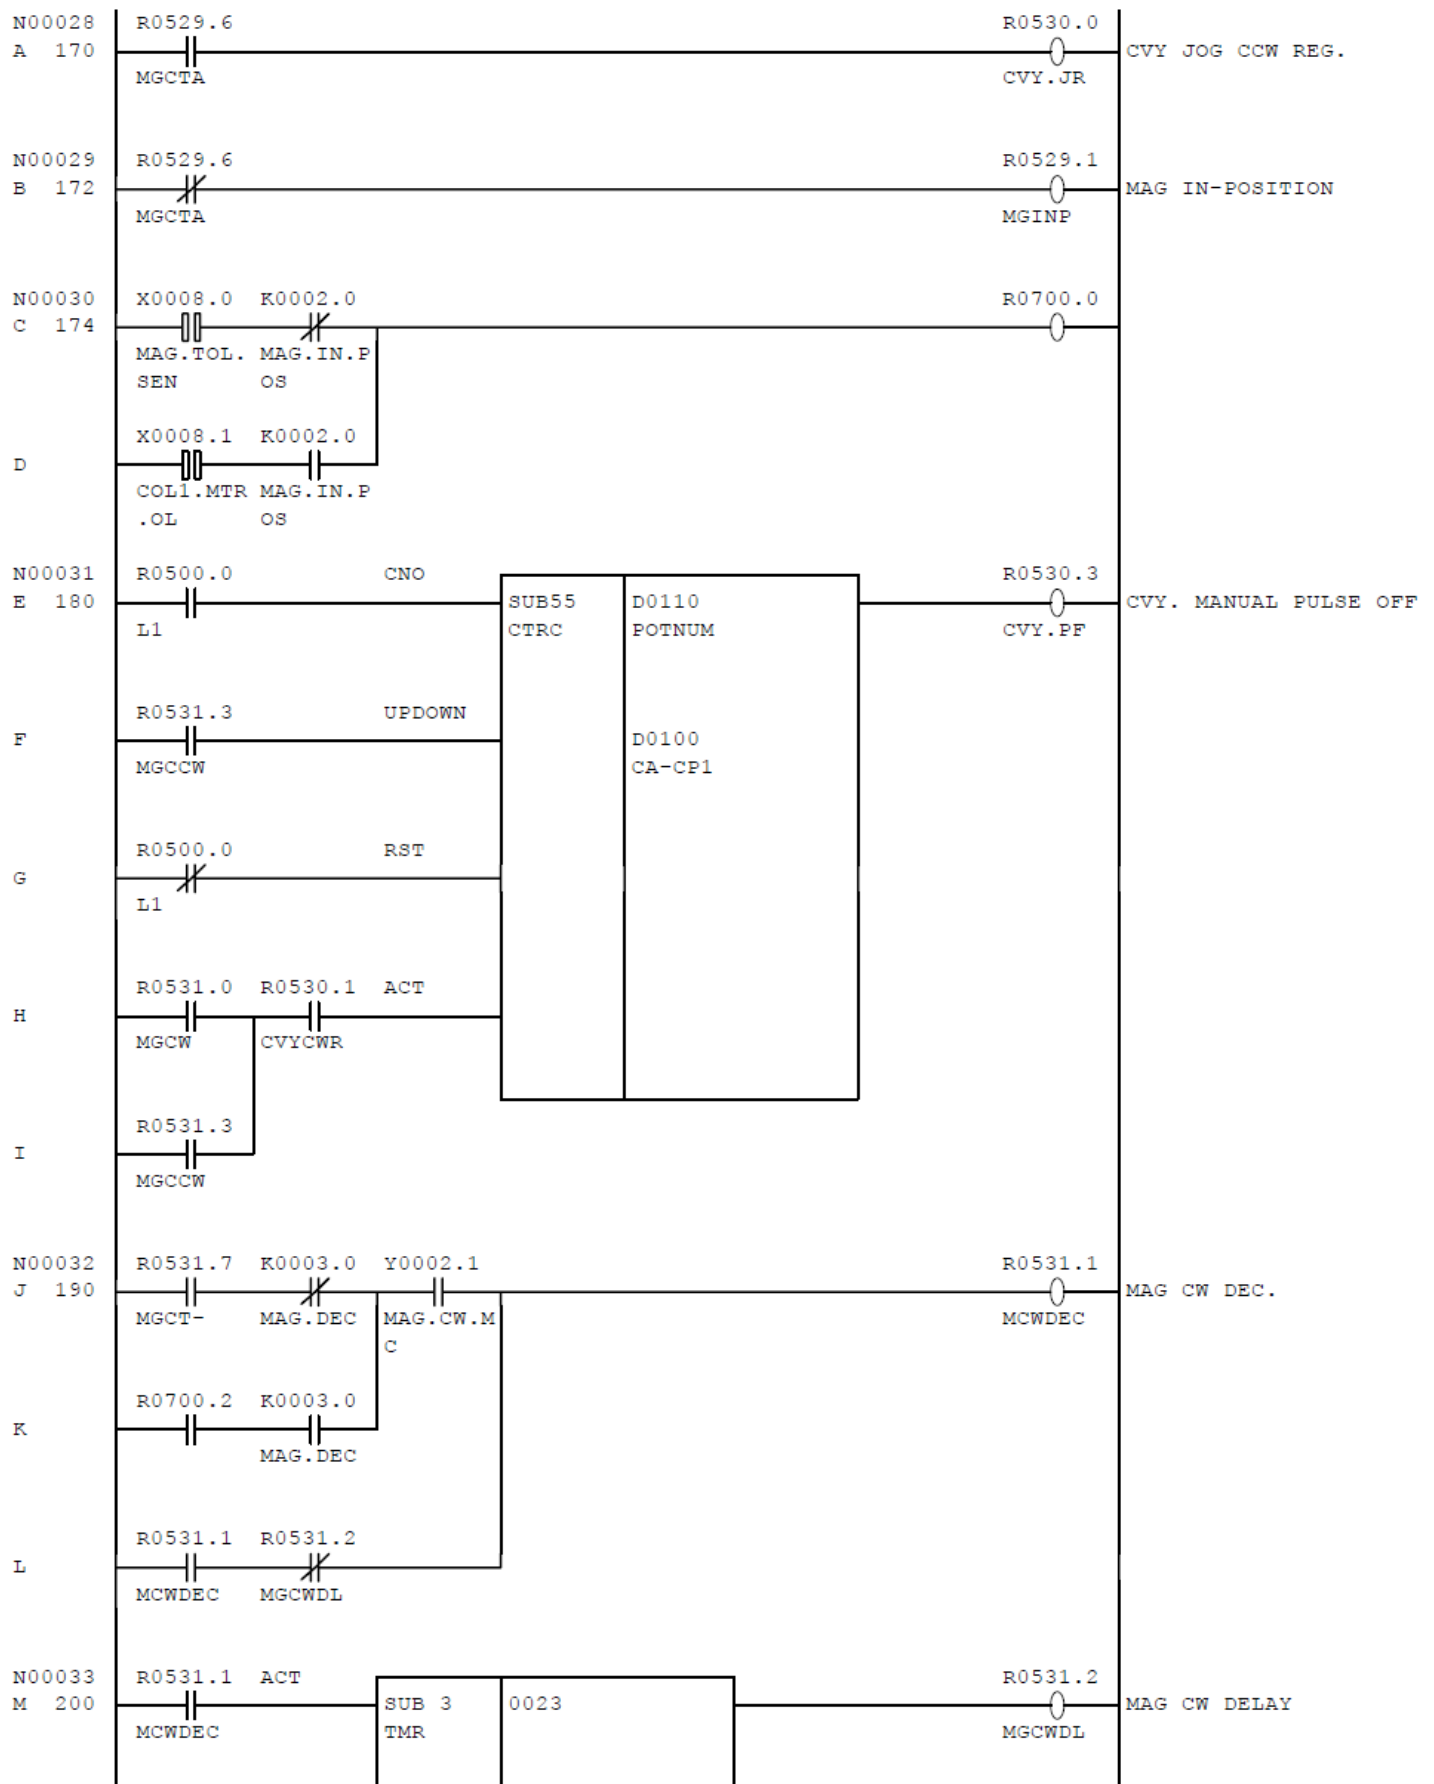 N00028 R0529.6 R0530.0
A 170 CVY JOG CCW REG.
MGCTA CVY.JR
N00029 R0529.6 R0529.1
B 172 MAG IN-POSITION
MGCTA MGINP
N00030 X0008.0 K0002.0 R0700.0
C 174
MAG.TOL. MAG.IN.P
SEN OS
X0008.1 K0002.0
D
COL1.MTR MAG.IN.P
.OL OS
N00031 R0500.0 CNO R0530.3
E 180 SUB55 D0110 CVY. MANUAL PULSE OFF
L1 CTRC POTNUM CVY.PF
R0531.3 UPDOWN
F D0100
MGCCW CA-CP1
R0500.0 RST
G
L1
R0531.0 R0530.1 ACT
H
MGCW CVYCWR
R0531.3
I
MGCCW
N00032 R0531.7 K0003.0 Y0002.1 R0531.1
J 190 MAG CW DEC.
MGCT- MAG.DEC MAG.CW.M MCWDEC
C
R0700.2 K0003.0
K
MAG.DEC
R0531.1 R0531.2
L
MCWDEC MGCWDL
N00033 R0531.1 ACT R0531.2
M 200 SUB 3 0023 MAG CW DELAY
MCWDEC TMR MGCWDL